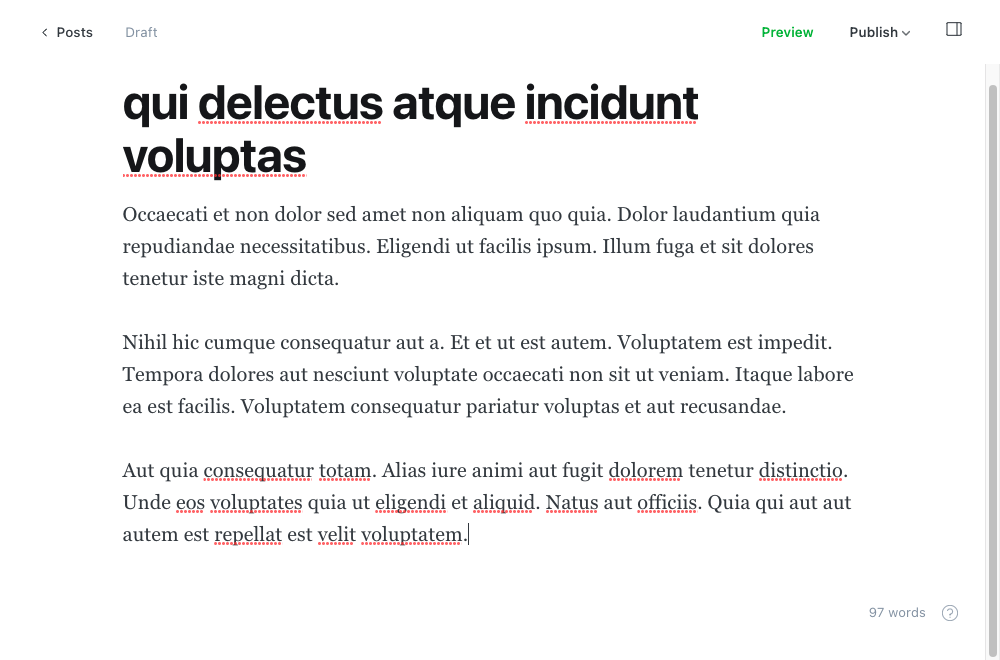 Posts
Draft
Preview
Publish
qui delectus atque incidunt
voluptas
Occaecati et non dolor sed amet non aliquam quo quia. Dolor laudantium quia
repudiandae necessitatibus. Eligendi ut facilis ipsum. Illum fuga et sit dolores
tenetur iste magni dicta.
Nihil hic cumque consequatur aut a. Et et ut est autem. Voluptatem est impedit.
Tempora dolores aut nesciunt voluptate occaecati non sit ut veniam. Itaque labore
ea est facilis. Voluptatem consequatur pariatur voluptas et aut recusandae.
Aut quia consequatur totam. Alias iure animi aut fugit dolorem tenetur distinctio.
Unde eos voluptates quia ut eligendi et aliquid. Natus aut officiis. Quia qui aut aut
autem est repellat est velit voluptatem.
97 words
?